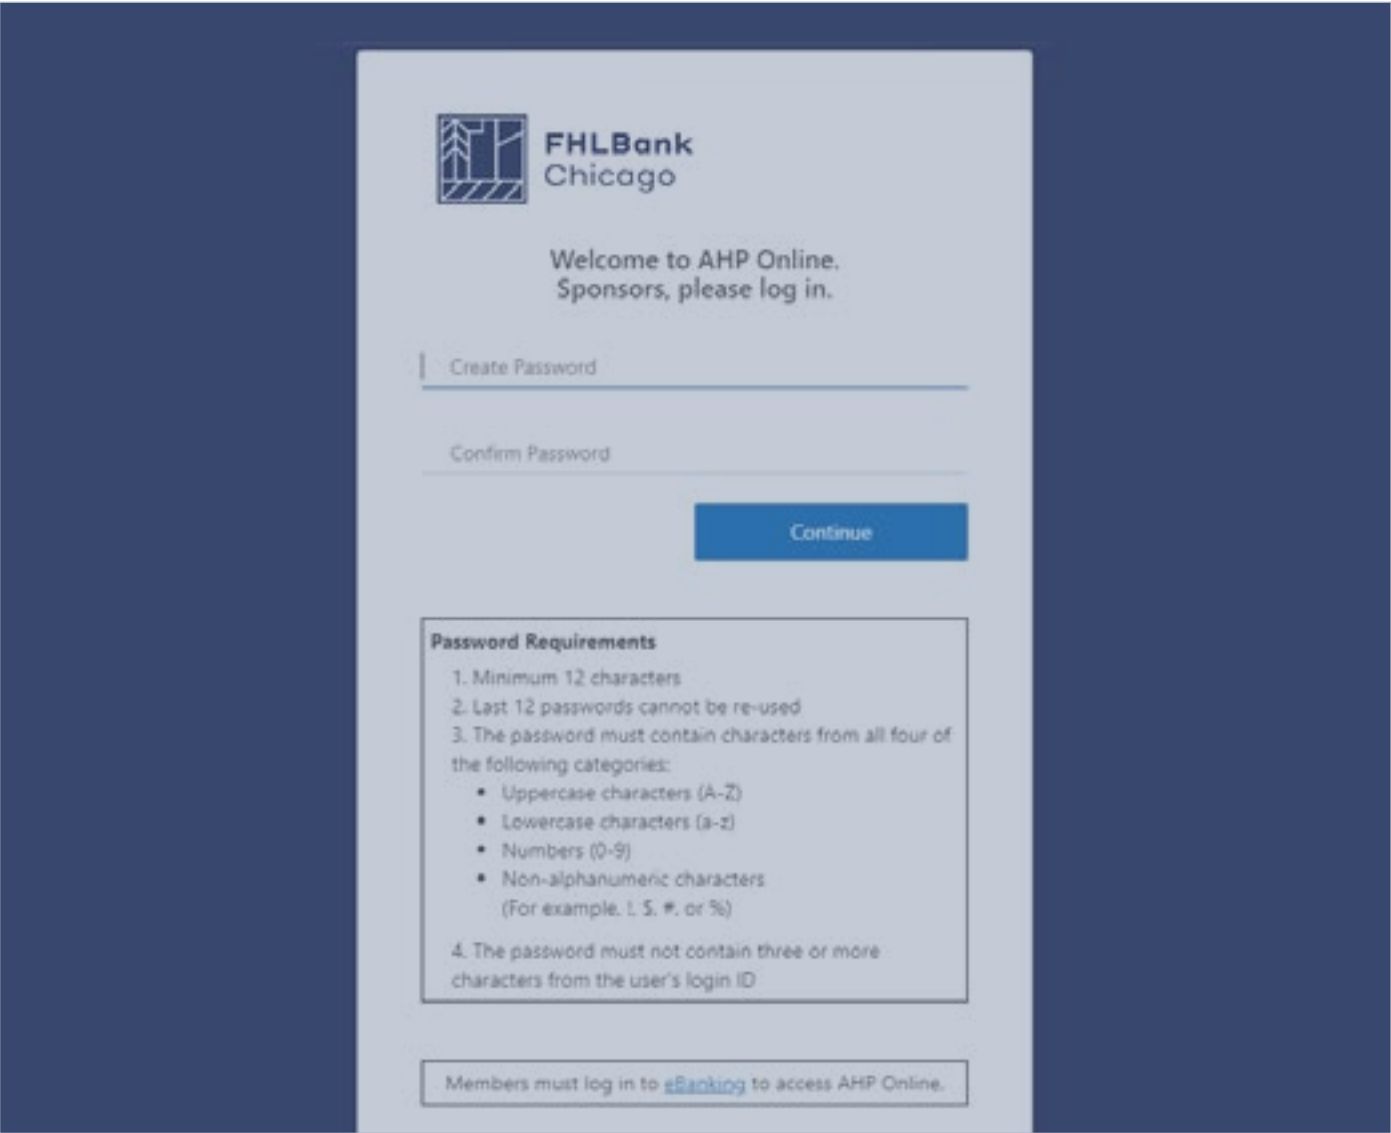 FHLBank
Chicago
Welcome to AHP Online.
Sponsors, please log in.
Create Password
Confirm Password
Continue
Password Requirements
1. Minimum 12 characters
2. Last 12 passwords cannot be re-used
3. The password must contain characters from all four of
the following categories:
• Uppercase characters (A-Z)
• Lowercase characters (a-z)
• Numbers (0-9)
• Non-alphanumeric characters
(For example, !, $, #, or %)
4. The password must not contain three or more
characters from the user's login ID
Members must log in to eBanking to access AHP Online.